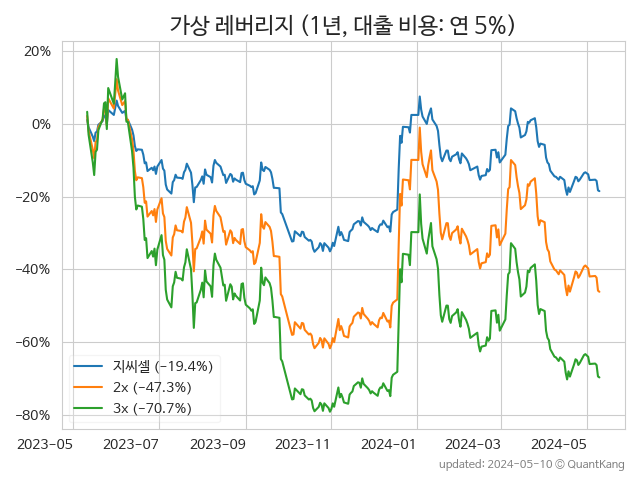 가상 레버리지 (1년, 대출 비용: 연 5%)
20%
0%
−20%
−40%
−60%
−80%
지씨셀 (−19.4%)
2x (−47.3%)
3x (−70.7%)
2023-05 2023-07 2023-09 2023-11 2024-01 2024-03 2024-05
updated: 2024-05-10 © QuantKang